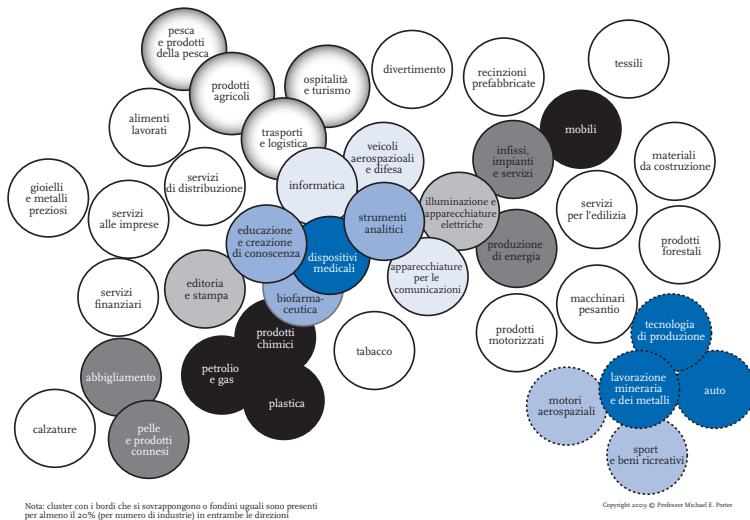 pesca
e prodotti
della pesca
prodotti
agricoli
ospitalità
e turismo
divertimento
recinzioni
prefabbricate
tessili
alimenti
lavorati
trasporti
e logistica
mobili
veicoli
aerospazioali
e difesa
infissi,
impianti
e servizi
materiali
da costruzione
gioielli
e metalli
preziosi
servizi
di distribuzione
informatica
servizi
alle imprese
strumenti
analitici
illuminazione e
apparecchiature
elettriche
servizi
per l'edilizia
educazione
e creazione
di conoscenza
dispositivi
medicali
produzione
di energia
prodotti
forestali
servizi
finanziari
editoria
e stampa
biofarma-
ceutica
apparecchiature
per le
comunicazioni
macchinari
pesantio
prodotti
chimici
tabacco
prodotti
motorizzati
tecnologia
di produzione
abbigliamento
petrolio
e gas
plastica
motori
aerospaziali
lavorazione
mineraria
e dei metalli
auto
calzature
pelle
e prodotti
connesi
sport
e beni ricreativi
Nota: cluster con i bordi che si sovrappongono o fondini uguali sono presenti
per almeno il 20% (per numero di industrie) in entrambe le direzioni
Copyright 2009 © Professor Michael E. Porter